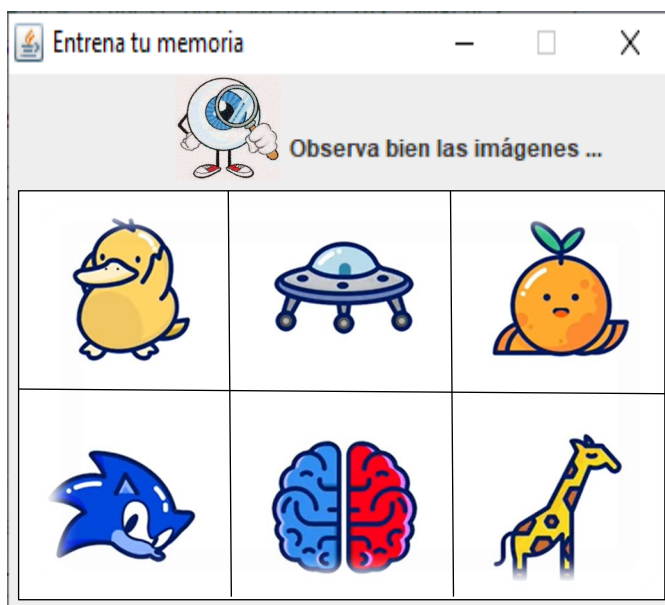 Entrena tu memoria
Observa bien las imágenes ...